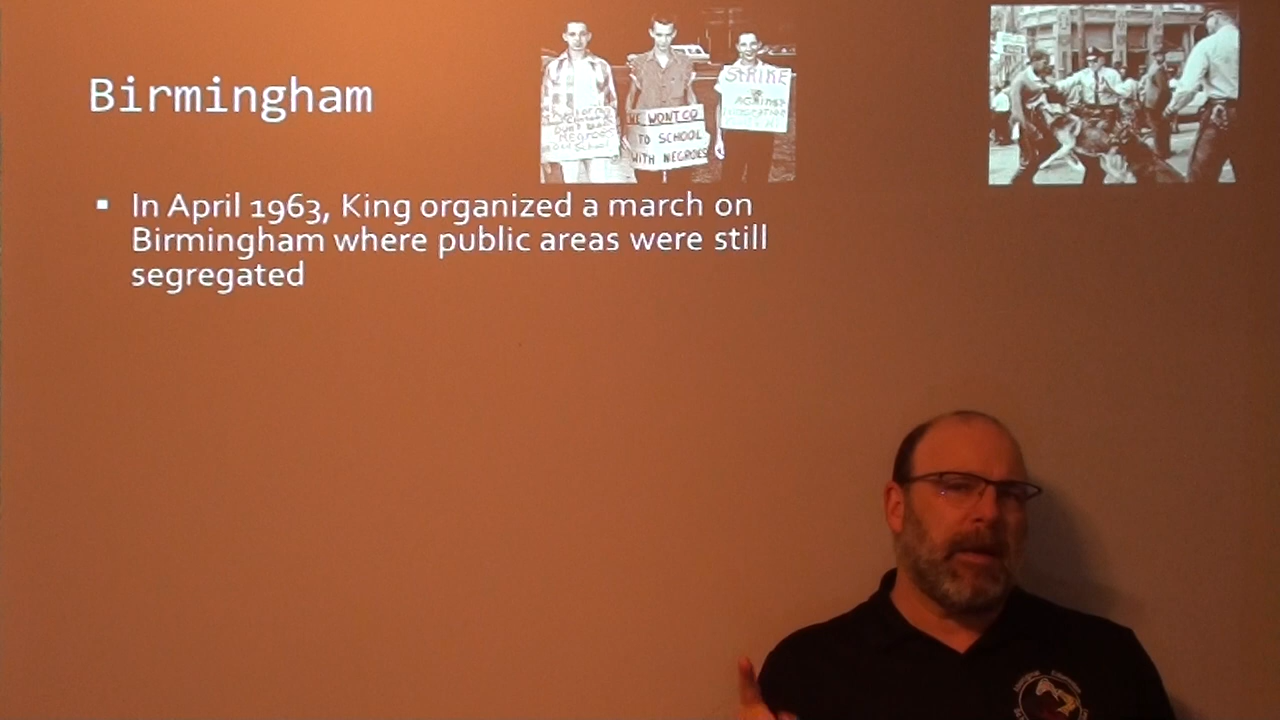 Birmingham
WE WONT GO
TO SCHOOL
WITH NEGROES
STRIKE
AGAINST
In April 1963, King organized a march on
Birmingham where public areas were still
segregated